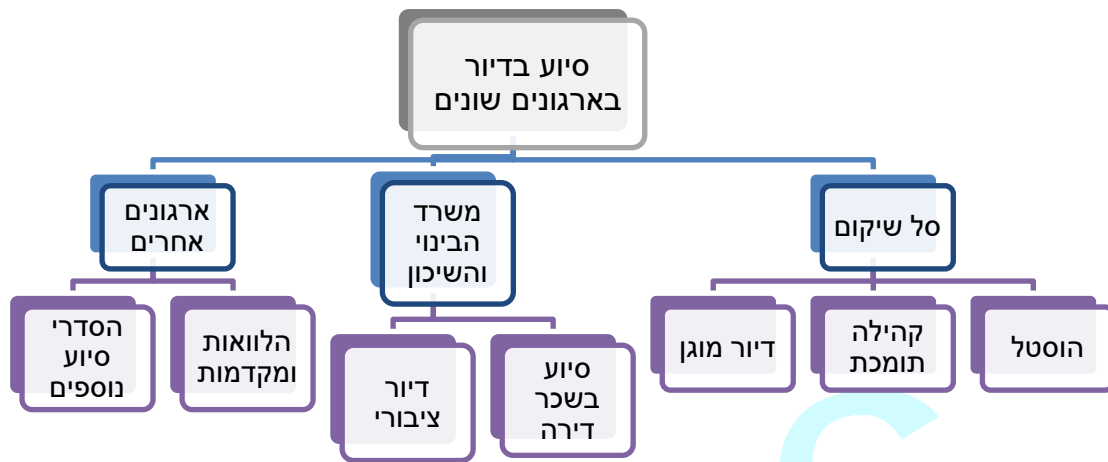 סיוע בדיור
בארגונים שונים
סל שיקום
משרד
הבינוי
והשיכון
ארגונים
אחרים
הוסטל
קהילה
תומכת
דיור מוגן
סיוע
בשכר
דירה
דיור
ציבורי
הלוואות
ומקדמות
הסדרי
סיוע
נוספים